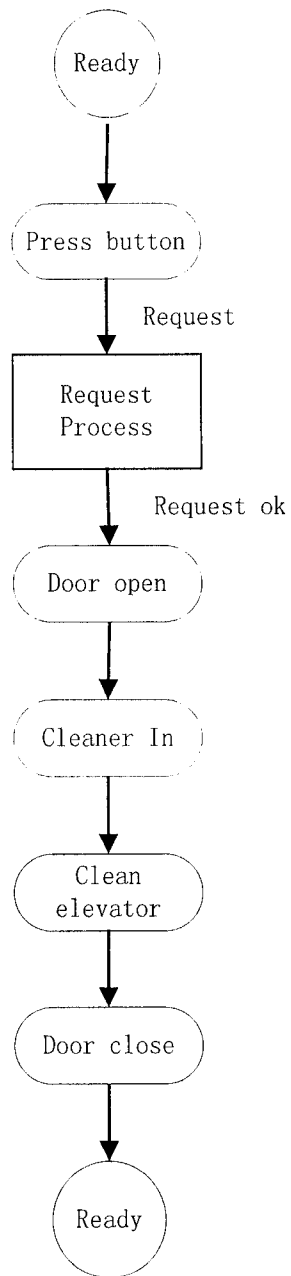 Ready
Press button
Request
Request
Process
Request ok
Door open
Cleaner In
Clean
elevator
Door close
Ready